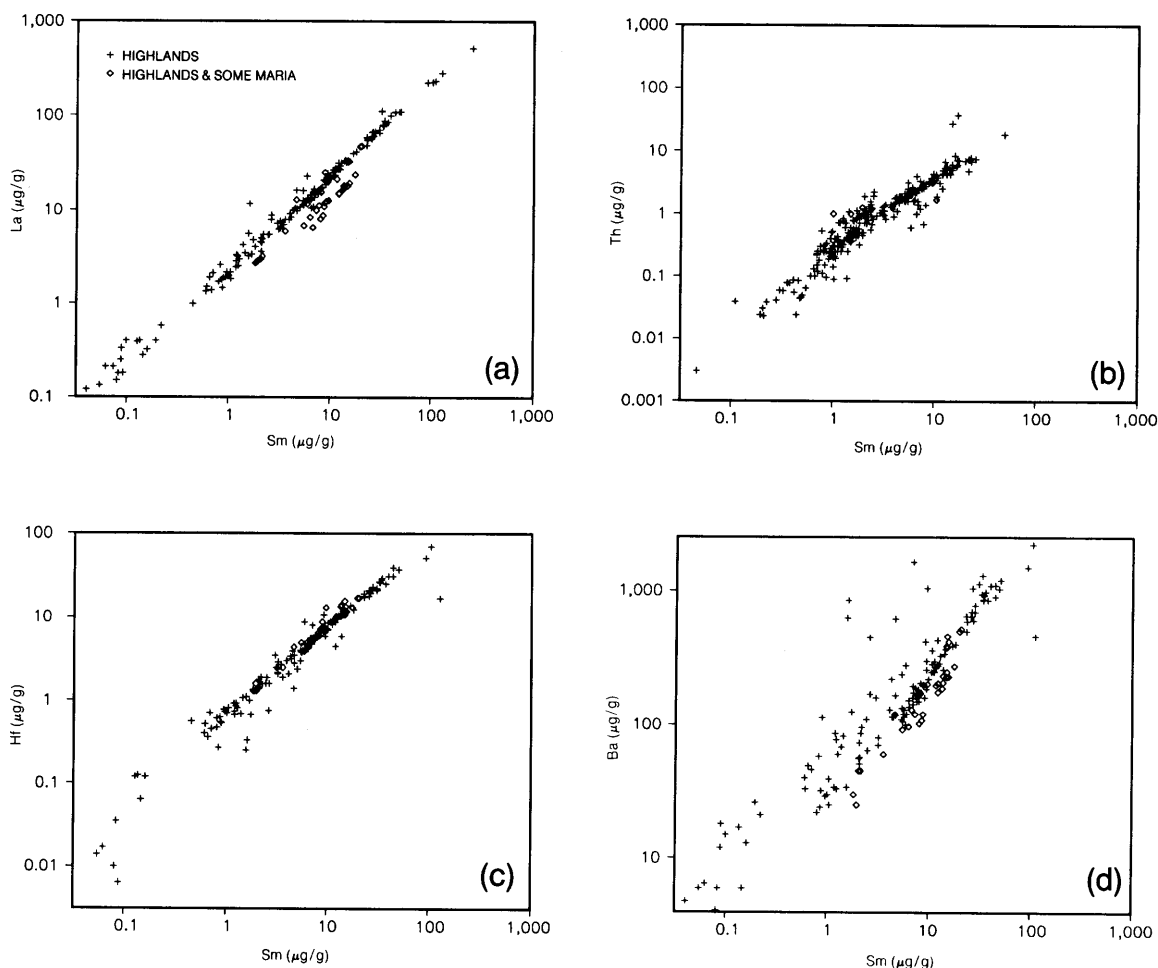 1,000
100
10
1
0.1
La (µg/g)
+ HIGHLANDS
◇ HIGHLANDS & SOME MARIA
(a)
0.1 1 10 100 1,000
Sm (µg/g)
1,000
100
10
1
0.1
0.01
0.001
Th (µg/g)
(b)
0.1 1 10 100 1,000
Sm (µg/g)
100
10
1
0.1
0.01
Hf (µg/g)
(c)
0.1 1 10 100 1,000
Sm (µg/g)
1,000
100
10
Ba (µg/g)
(d)
0.1 1 10 100 1,000
Sm (µg/g)